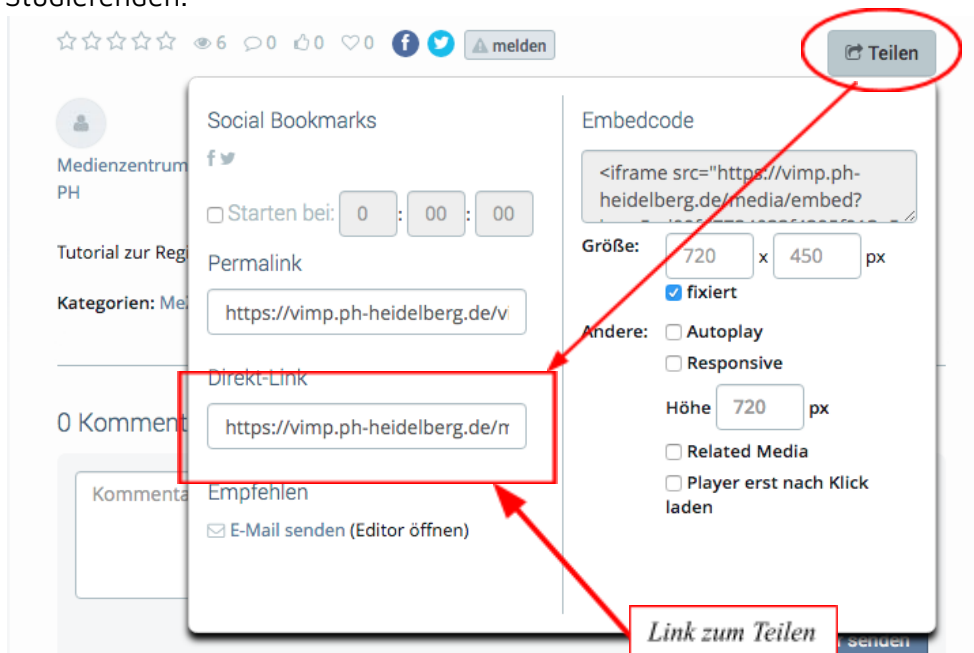 Studierenden.
6 0 0 0 f melden
Teilen
Medienzentrum
PH
Tutorial zur Regi
Kategorien: Me
0 Komment
Kommenta
Social Bookmarks
Starten bei: 0 : 00 : 00
Permalink
https://vimp.ph-heidelberg.de/v
Direkt-Link
https://vimp.ph-heidelberg.de/m
Empfehlen
E-Mail senden (Editor öffnen)
Embedcode
<iframe src="https://vimp.ph-
heidelberg.de/media/embed?
Größe: 720 x 450 px
fixiert
Andere: Autoplay
Responsive
Höhe 720 px
Related Media
Player erst nach Klick
laden
Link zum Teilen
senden